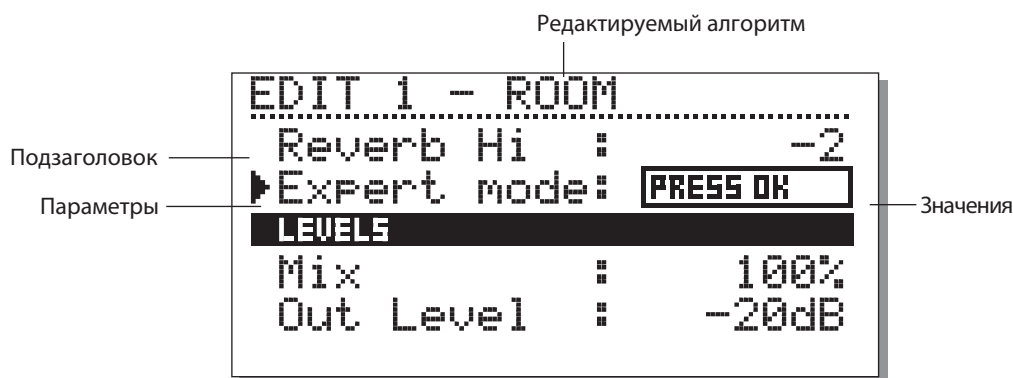 Редактируемый алгоритм
EDIT 1 - ROOM
Reverb Hi : -2
Подзаголовок
Expert mode: PRESS OK
Параметры
Значения
LEVELS
Mix : 100%
Out Level : -20dB